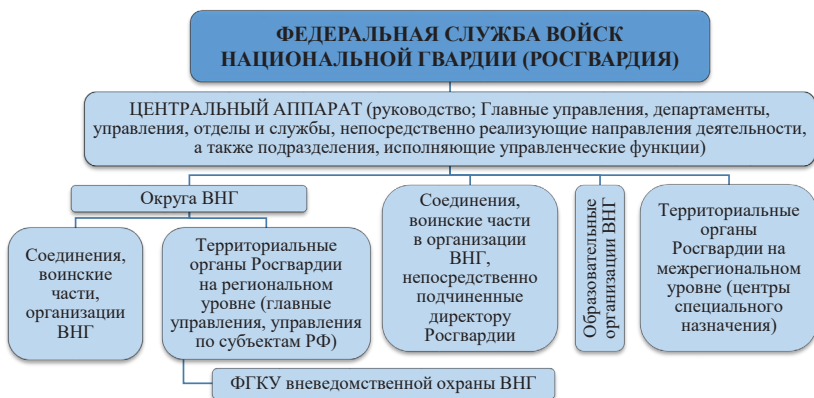 ФЕДЕРАЛЬНАЯ СЛУЖБА ВОЙСК
НАЦИОНАЛЬНОЙ ГВАРДИИ (РОСГВАРДИЯ)
ЦЕНТРАЛЬНЫЙ АППАРАТ (руководство; Главные управления, департаменты,
управления, отделы и службы, непосредственно реализующие направления деятельности,
а также подразделения, исполняющие управленческие функции)
Округа ВНГ
Соединения,
воинские
части,
организации
ВНГ
Территориальные
органы Росгвардии
на региональном
уровне (главные
управления, управления
по субъектам РФ)
ФГКУ вневедомственной охраны ВНГ
Соединения,
воинские части
в организации
ВНГ,
непосредственно
подчиненные
директору
Росгвардии
Образовательные
организации ВНГ
Территориальные
органы
Росгвардии на
межрегиональном
уровне (центры
специального
назначения)